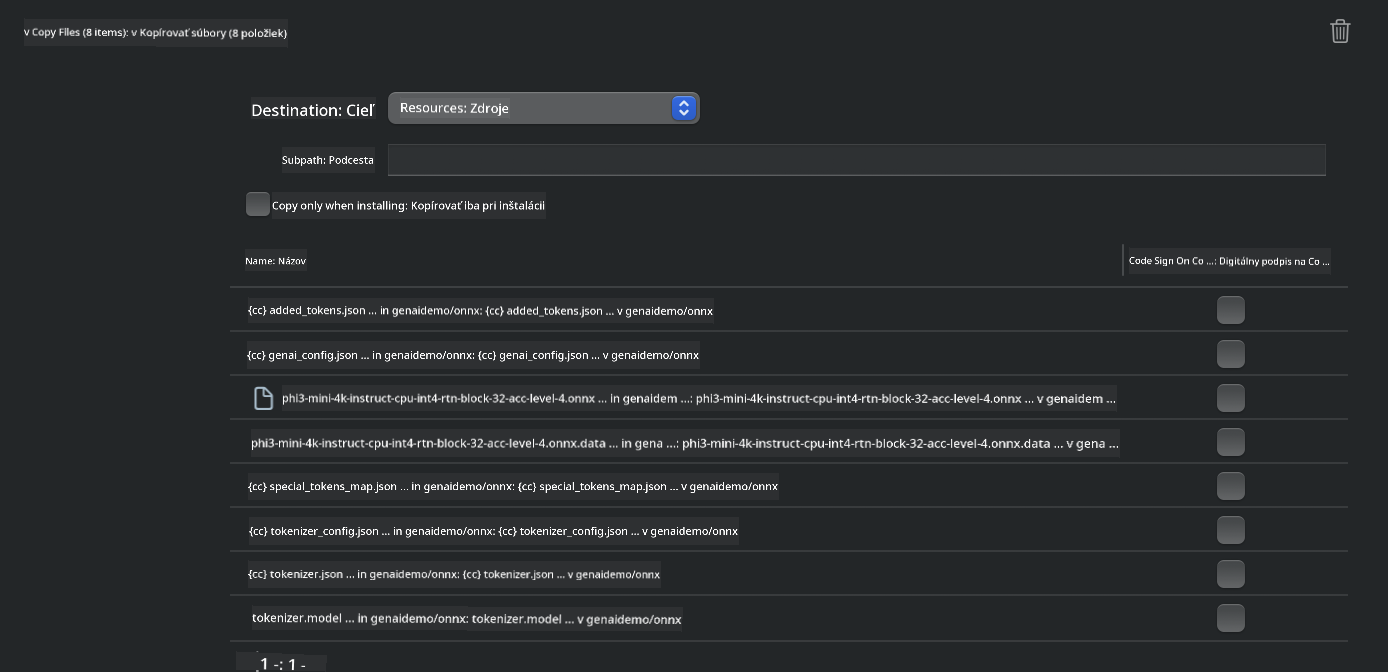 v Copy Files (8 items): v Kopírovať súbory (8 položiek)
Destination: Cieľ
Resources: Zdroje
Subpath: Podcesta
Copy only when installing: Kopírovať iba pri inštalácii
Name: Názov
Code Sign On Co ...: Digitálny podpis na Co ...
{cc} added_tokens.json ... in genaidemo/onnx: {cc} added_tokens.json ... v genaidemo/onnx
{cc} genai_config.json ... in genaidemo/onnx: {cc} genai_config.json ... v genaidemo/onnx
phi3-mini-4k-instruct-cpu-int4-rtn-block-32-acc-level-4.onnx ... in genaidem ...: phi3-mini-4k-instruct-cpu-int4-rtn-block-32-acc-level-4.onnx ... v genaidem ...
phi3-mini-4k-instruct-cpu-int4-rtn-block-32-acc-level-4.onnx.data ... in gena ...: phi3-mini-4k-instruct-cpu-int4-rtn-block-32-acc-level-4.onnx.data ... v gena ...
{cc} special_tokens_map.json ... in genaidemo/onnx: {cc} special_tokens_map.json ... v genaidemo/onnx
{cc} tokenizer_config.json ... in genaidemo/onnx: {cc} tokenizer_config.json ... v genaidemo/onnx
{cc} tokenizer.json ... in genaidemo/onnx: {cc} tokenizer.json ... v genaidemo/onnx
tokenizer.model ... in genaidemo/onnx: tokenizer.model ... v genaidemo/onnx
1 -: 1 -